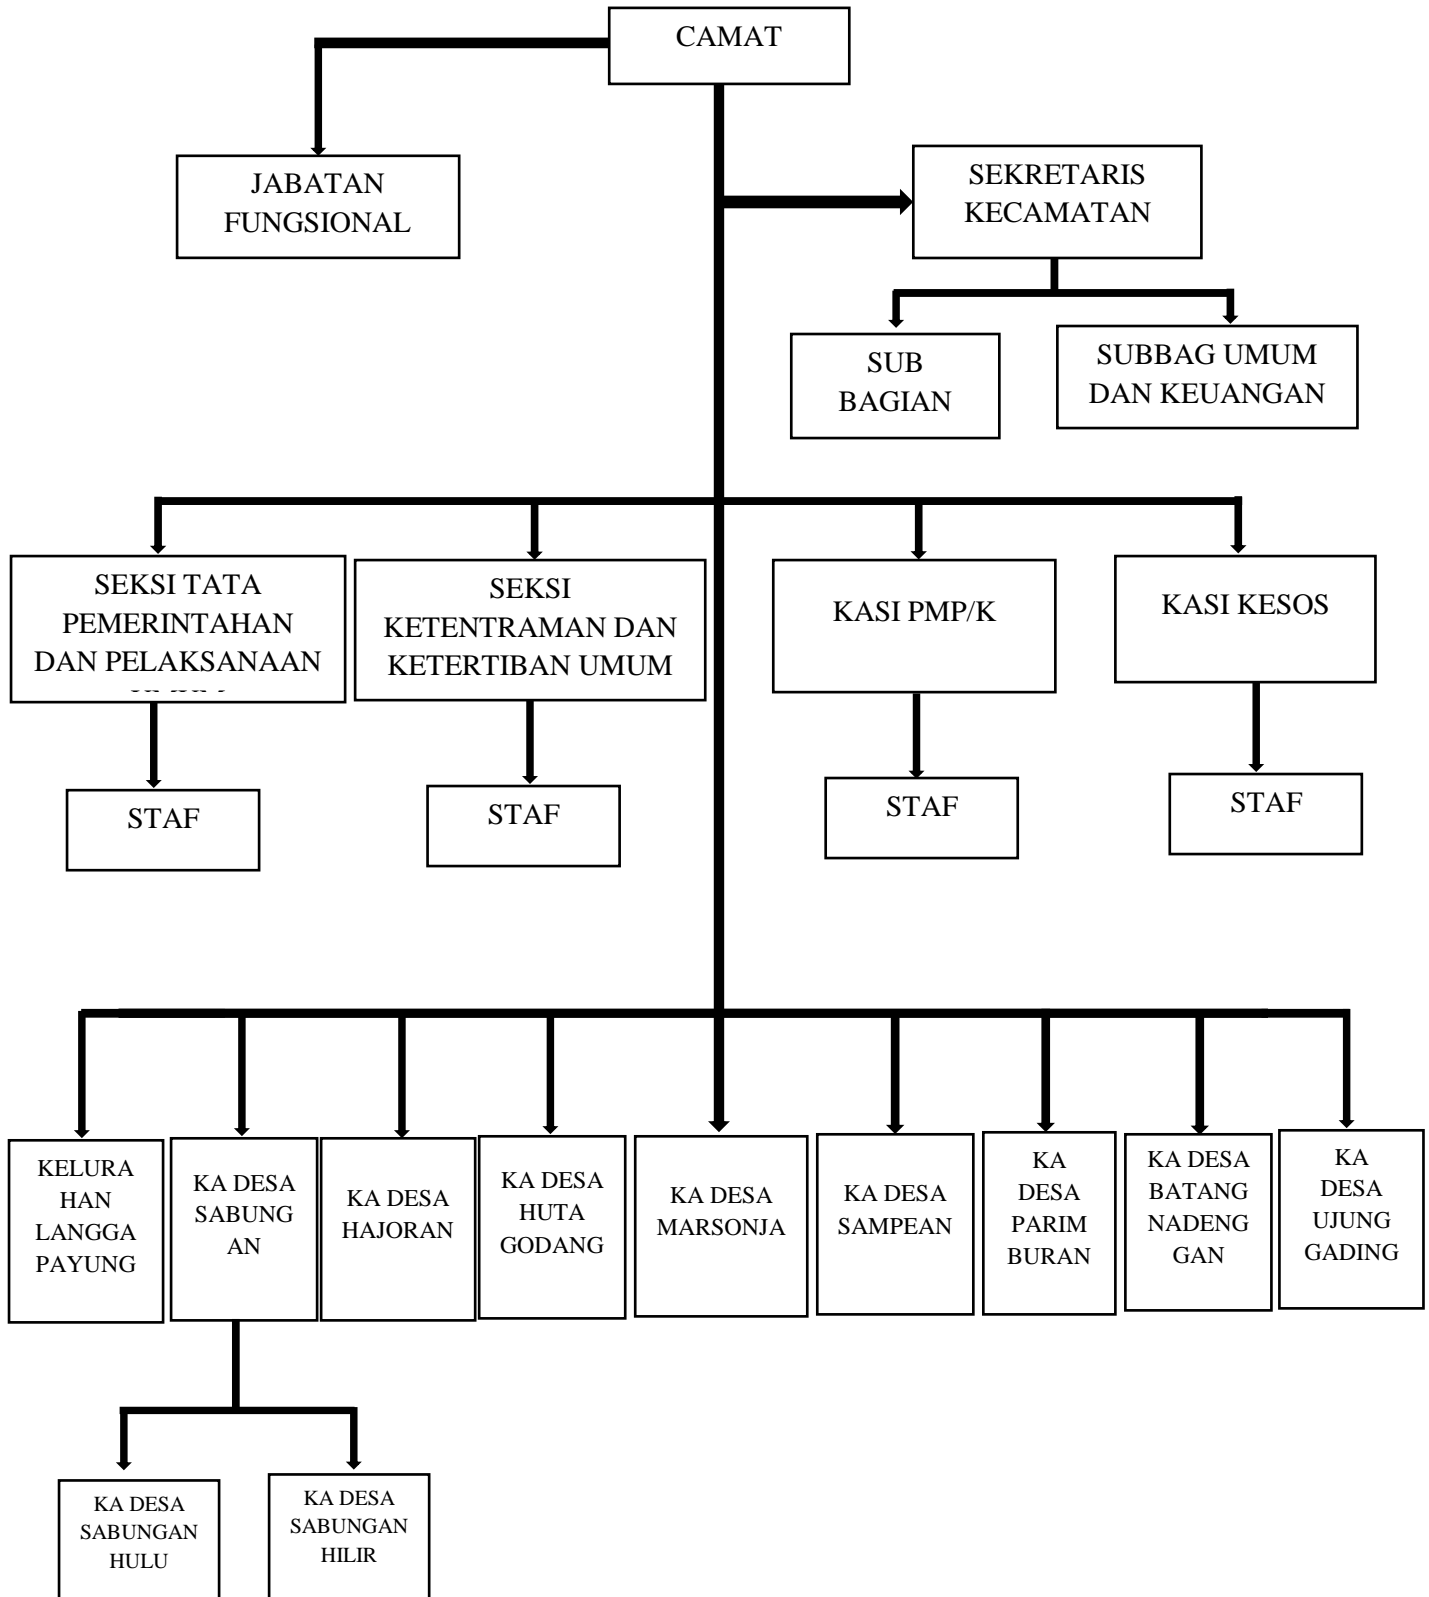 CAMAT
JABATAN
FUNGSIONAL
SEKRETARIS
KECAMATAN
SUB
BAGIAN
SUBBAG UMUM
DAN KEUANGAN
SEKSI TATA
PEMERINTAHAN
DAN PELAKSANAAN
SEKSI
KETENTRAMAN DAN
KETERTIBAN UMUM
KASI PMP/K
KASI KESOS
STAF
STAF
STAF
STAF
KELURA
HAN
LANGGA
PAYUNG
KA DESA
SABUNG
AN
KA DESA
HAJORAN
KA DESA
HUTA
GODANG
KA DESA
MARSONJA
KA DESA
SAMPEAN
KA
DESA
PARIM
BURAN
KA DESA
BATANG
NADENG
GAN
KA
DESA
UJUNG
GADING
KA DESA
SABUNGAN
HULU
KA DESA
SABUNGAN
HILIR